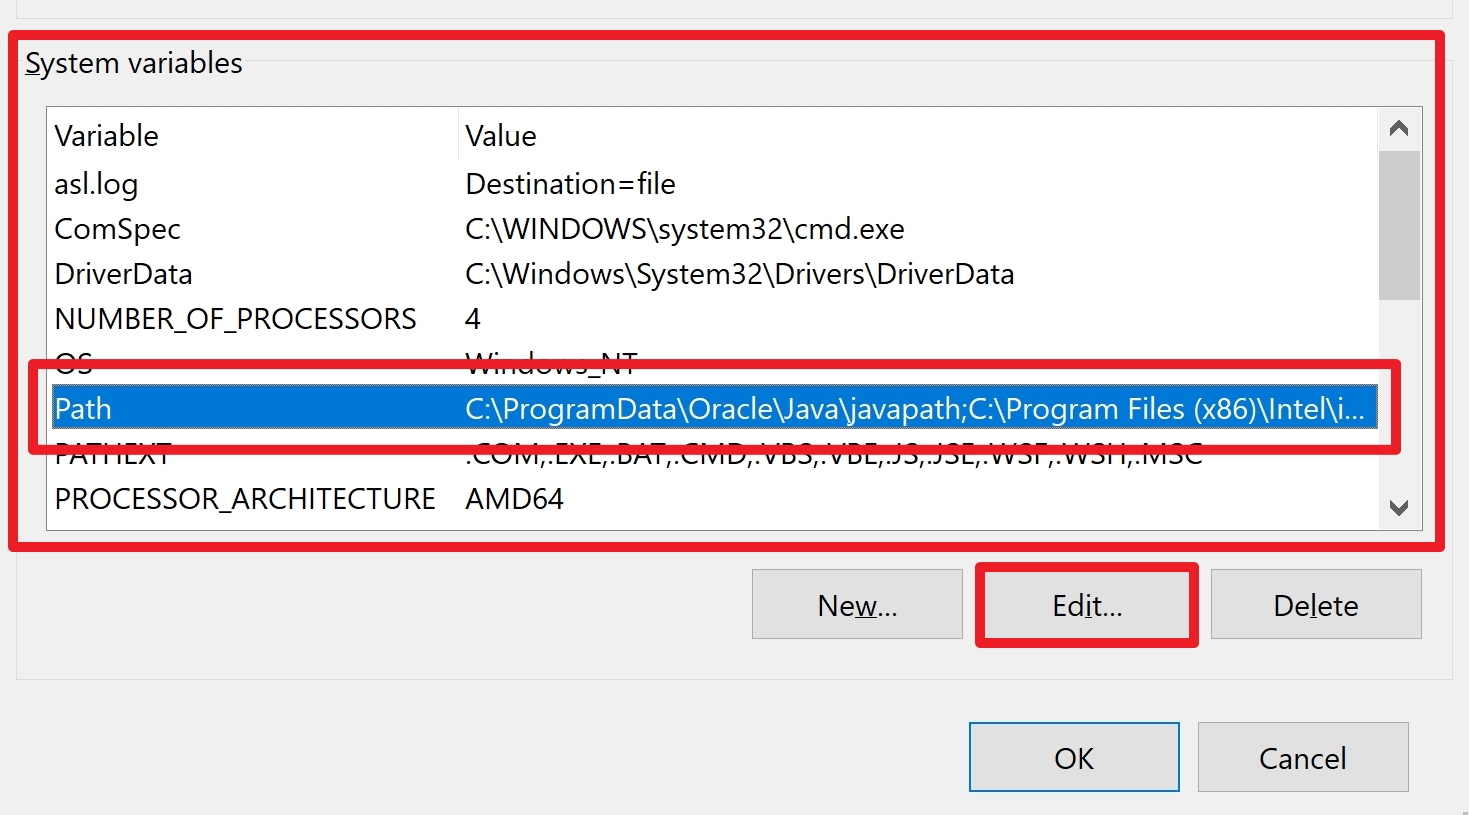 System variables
Variable Value
asl.log Destination=file
ComSpec C:\WINDOWS\system32\cmd.exe
DriverData C:\Windows\System32\Drivers\DriverData
NUMBER_OF_PROCESSORS 4
OS Windows_NT
Path C:\ProgramData\Oracle\Java\javapath;C:\Program Files (x86)\Intel\i...
PATHEXT .COM;.EXE;.BAT;.CMD;.VBS;.VBE;.JS;.JSE;.WSF;.WSH;.MSC
PROCESSOR_ARCHITECTURE AMD64
New... Edit... Delete
OK Cancel